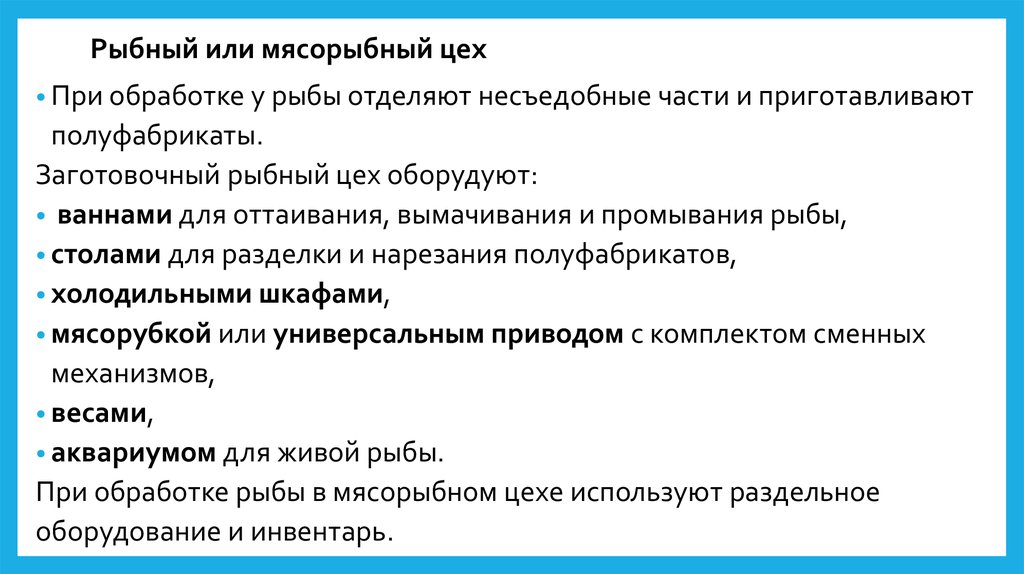 Рыбный или мясорыбный цех
• При обработке у рыбы отделяют несъедобные части и приготавливают
полуфабрикаты.
Заготовочный рыбный цех оборудуют:
• ваннами для оттаивания, вымачивания и промывания рыбы,
• столами для разделки и нарезания полуфабрикатов,
• холодильными шкафами,
• мясорубкой или универсальным приводом с комплектом сменных
механизмов,
• весами,
• аквариумом для живой рыбы.
При обработке рыбы в мясорыбном цехе используют раздельное
оборудование и инвентарь.